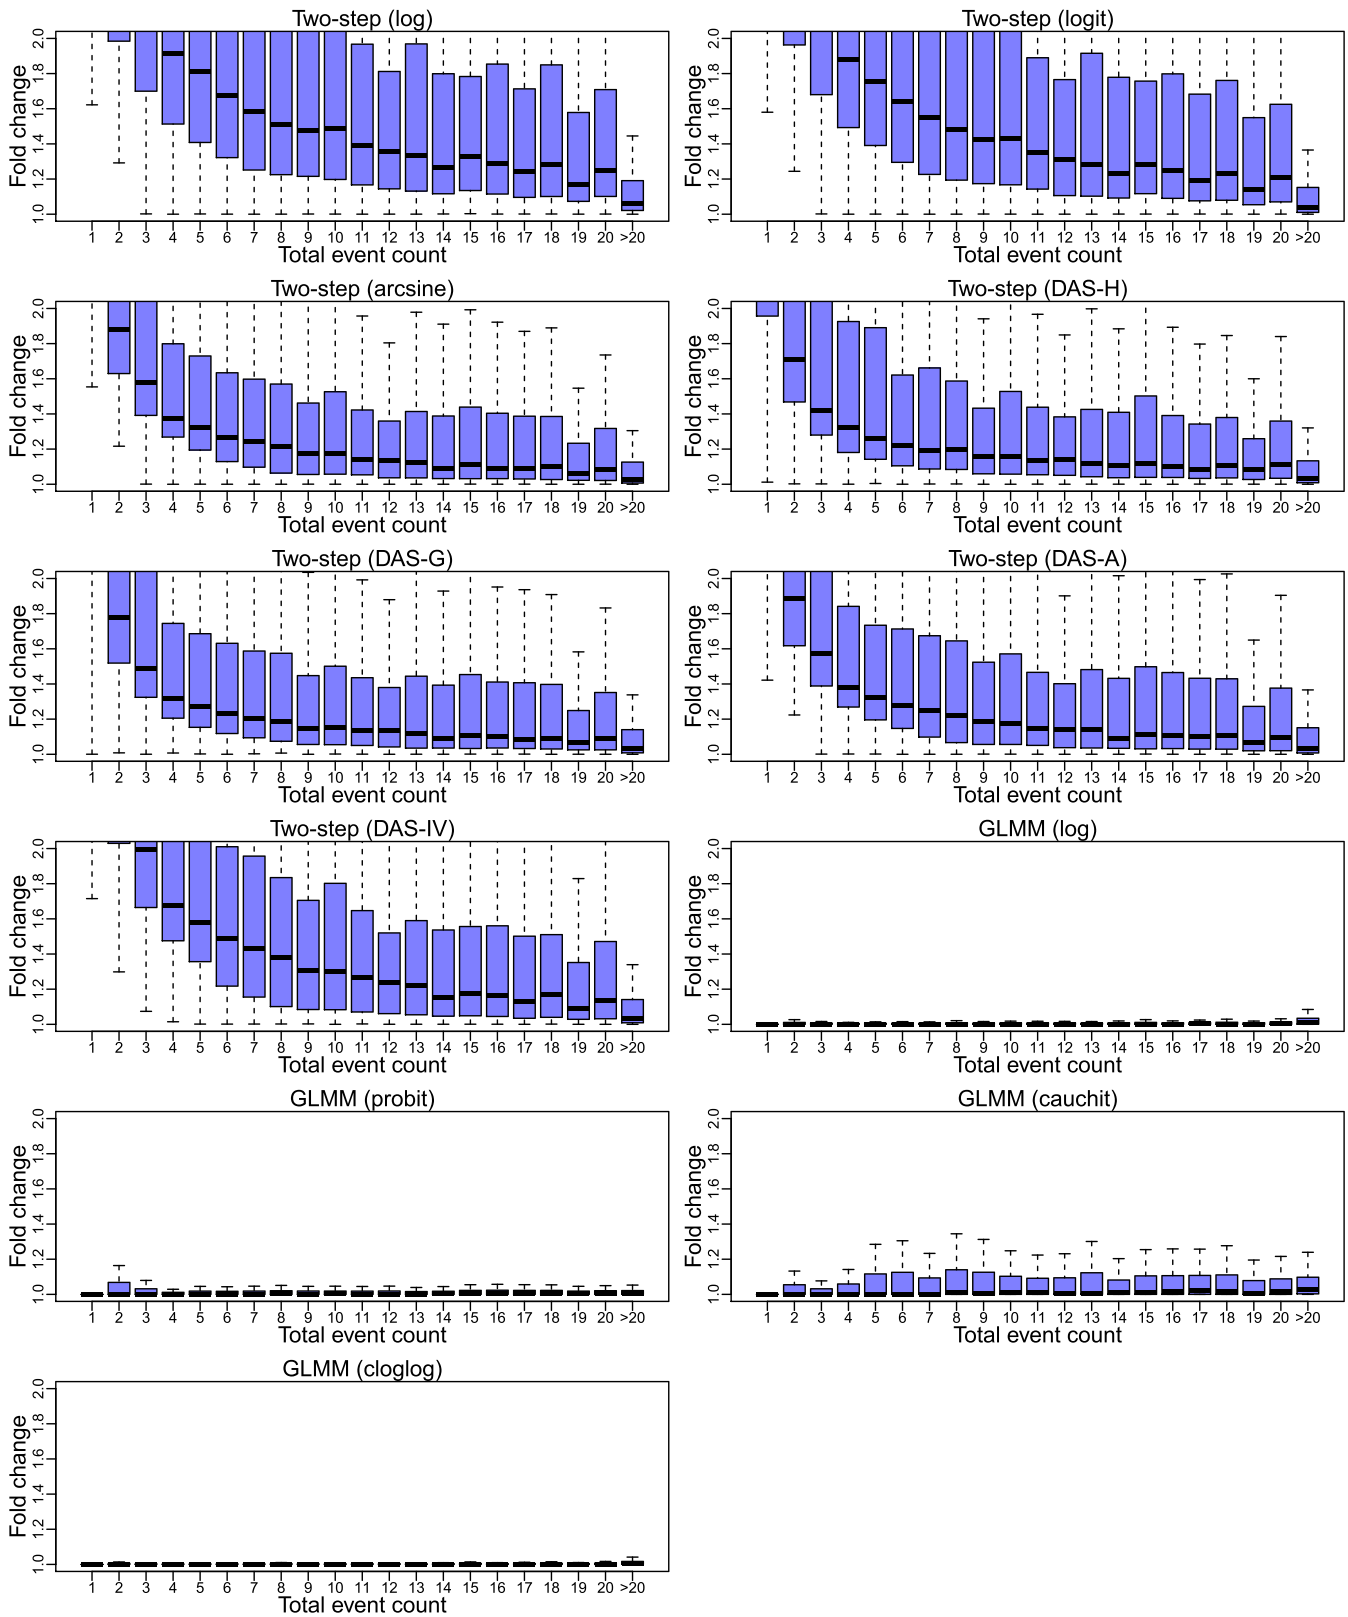 Two-step (log)
Fold change
1.0 1.2 1.4 1.6 1.8 2.0
1 2 3 4 5 6 7 8 9 10 11 12 13 14 15 16 17 18 19 20 >20
Total event count
Two-step (logit)
Fold change
1.0 1.2 1.4 1.6 1.8 2.0
1 2 3 4 5 6 7 8 9 10 11 12 13 14 15 16 17 18 19 20 >20
Total event count
Two-step (arcsine)
Fold change
1.0 1.2 1.4 1.6 1.8 2.0
1 2 3 4 5 6 7 8 9 10 11 12 13 14 15 16 17 18 19 20 >20
Total event count
Two-step (DAS-H)
Fold change
1.0 1.2 1.4 1.6 1.8 2.0
1 2 3 4 5 6 7 8 9 10 11 12 13 14 15 16 17 18 19 20 >20
Total event count
Two-step (DAS-G)
Fold change
1.0 1.2 1.4 1.6 1.8 2.0
1 2 3 4 5 6 7 8 9 10 11 12 13 14 15 16 17 18 19 20 >20
Total event count
Two-step (DAS-A)
Fold change
1.0 1.2 1.4 1.6 1.8 2.0
1 2 3 4 5 6 7 8 9 10 11 12 13 14 15 16 17 18 19 20 >20
Total event count
Two-step (DAS-IV)
Fold change
1.0 1.2 1.4 1.6 1.8 2.0
1 2 3 4 5 6 7 8 9 10 11 12 13 14 15 16 17 18 19 20 >20
Total event count
GLMM (log)
Fold change
1.0 1.2 1.4 1.6 1.8 2.0
1 2 3 4 5 6 7 8 9 10 11 12 13 14 15 16 17 18 19 20 >20
Total event count
GLMM (probit)
Fold change
1.0 1.2 1.4 1.6 1.8 2.0
1 2 3 4 5 6 7 8 9 10 11 12 13 14 15 16 17 18 19 20 >20
Total event count
GLMM (cauchit)
Fold change
1.0 1.2 1.4 1.6 1.8 2.0
1 2 3 4 5 6 7 8 9 10 11 12 13 14 15 16 17 18 19 20 >20
Total event count
GLMM (cloglog)
Fold change
1.0 1.2 1.4 1.6 1.8 2.0
1 2 3 4 5 6 7 8 9 10 11 12 13 14 15 16 17 18 19 20 >20
Total event count